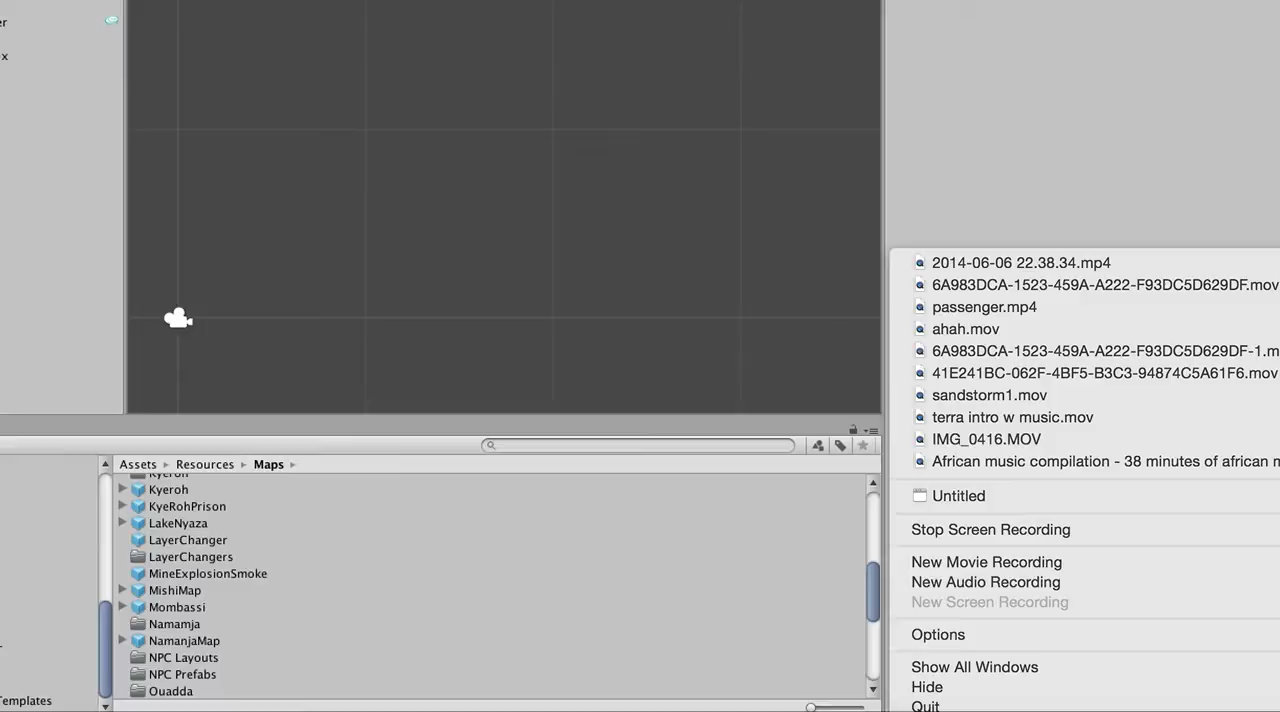 er
x
2014-06-06 22.38.34.mp4
6A983DCA-1523-459A-A222-F93DC5D629DF.mov
passenger.mp4
ahah.mov
6A983DCA-1523-459A-A222-F93DC5D629DF-1.m
41E241BC-062F-4BF5-B3C3-94874C5A61F6.mov
sandstorm1.mov
terra intro w music.mov
IMG_0416.MOV
African music compilation - 38 minutes of african m
Untitled
Stop Screen Recording
New Movie Recording
New Audio Recording
New Screen Recording
Options
Show All Windows
Hide
Quit
Assets Resources Maps
Kyeroh
Kyeroh
KyeRohPrison
LakeNyaza
LayerChanger
LayerChangers
MineExplosionSmoke
MishiMap
Mombassi
Namamja
NamanjaMap
NPC Layouts
NPC Prefabs
Ouadda
Templates